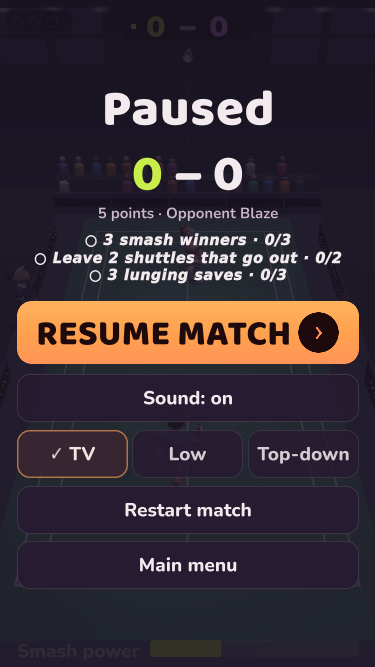 · 0 – 0
Paused
0 – 0
5 points · Opponent Blaze
3 smash winners · 0/3
Leave 2 shuttles that go out · 0/2
3 lunging saves · 0/3
RESUME MATCH ›
Sound: on
✓ TV Low Top-down
Restart match
Main menu
Smash power